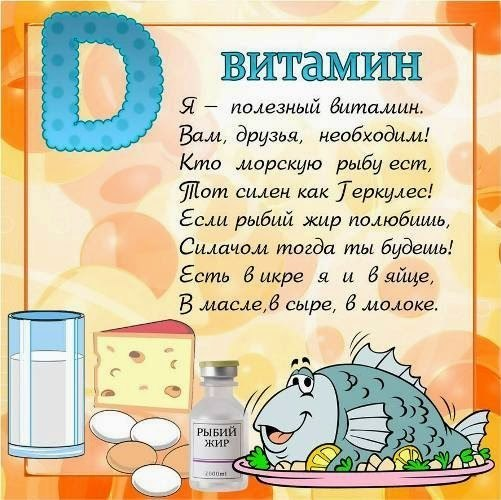 D
витамин
Я – полезный витамин.
Вам, друзья, необходим!
Кто морскую рыбу ест,
Тот силен как Геркулес!
Если рыбий жир полюбишь,
Силачом тогда ты будешь!
Есть в икре я и в яйце,
В масле,в сыре, в молоке.
РЫБИЙ
ЖИР